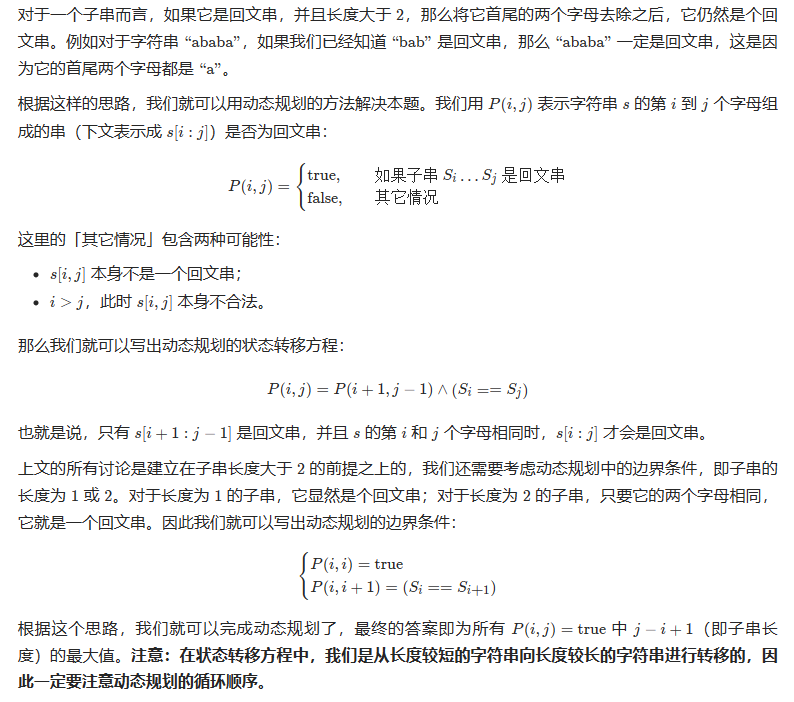 对于一个子串而言，如果它是回文串，并且长度大于 2，那么将它首尾的两个字母去除之后，它仍然是个回
文串。例如对于字符串 “ababa”，如果我们已经知道 “bab” 是回文串，那么 “ababa” 一定是回文串，这是因
为它的首尾两个字母都是 “a”。
根据这样的思路，我们就可以用动态规划的方法解决本题。我们用 P(i,j) 表示字符串 s 的第 i 到 j 个字母组
成的串（下文表示成 s[i:j]）是否为回文串：
P(i,j) = { true, 如果子串 S_i … S_j 是回文串
false, 其它情况
这里的「其它情况」包含两种可能性：
• s[i,j] 本身不是一个回文串；
• i > j，此时 s[i,j] 本身不合法。
那么我们就可以写出动态规划的状态转移方程：
P(i,j) = P(i+1,j−1) ∧ (S_i == S_j)
也就是说，只有 s[i+1:j−1] 是回文串，并且 s 的第 i 和 j 个字母相同时，s[i:j] 才会是回文串。
上文的所有讨论是建立在子串长度大于 2 的前提之上的，我们还需要考虑动态规划中的边界条件，即子串的
长度为 1 或 2。对于长度为 1 的子串，它显然是个回文串；对于长度为 2 的子串，只要它的两个字母相同，
它就是一个回文串。因此我们就可以写出动态规划的边界条件：
{ P(i,i) = true
P(i,i+1) = (S_i == S_{i+1})
根据这个思路，我们就可以完成动态规划了，最终的答案即为所有 P(i,j) = true 中 j−i+1（即子串长
度）的最大值。注意：在状态转移方程中，我们是从长度较短的字符串向长度较长的字符串进行转移的，因
此一定要注意动态规划的循环顺序。